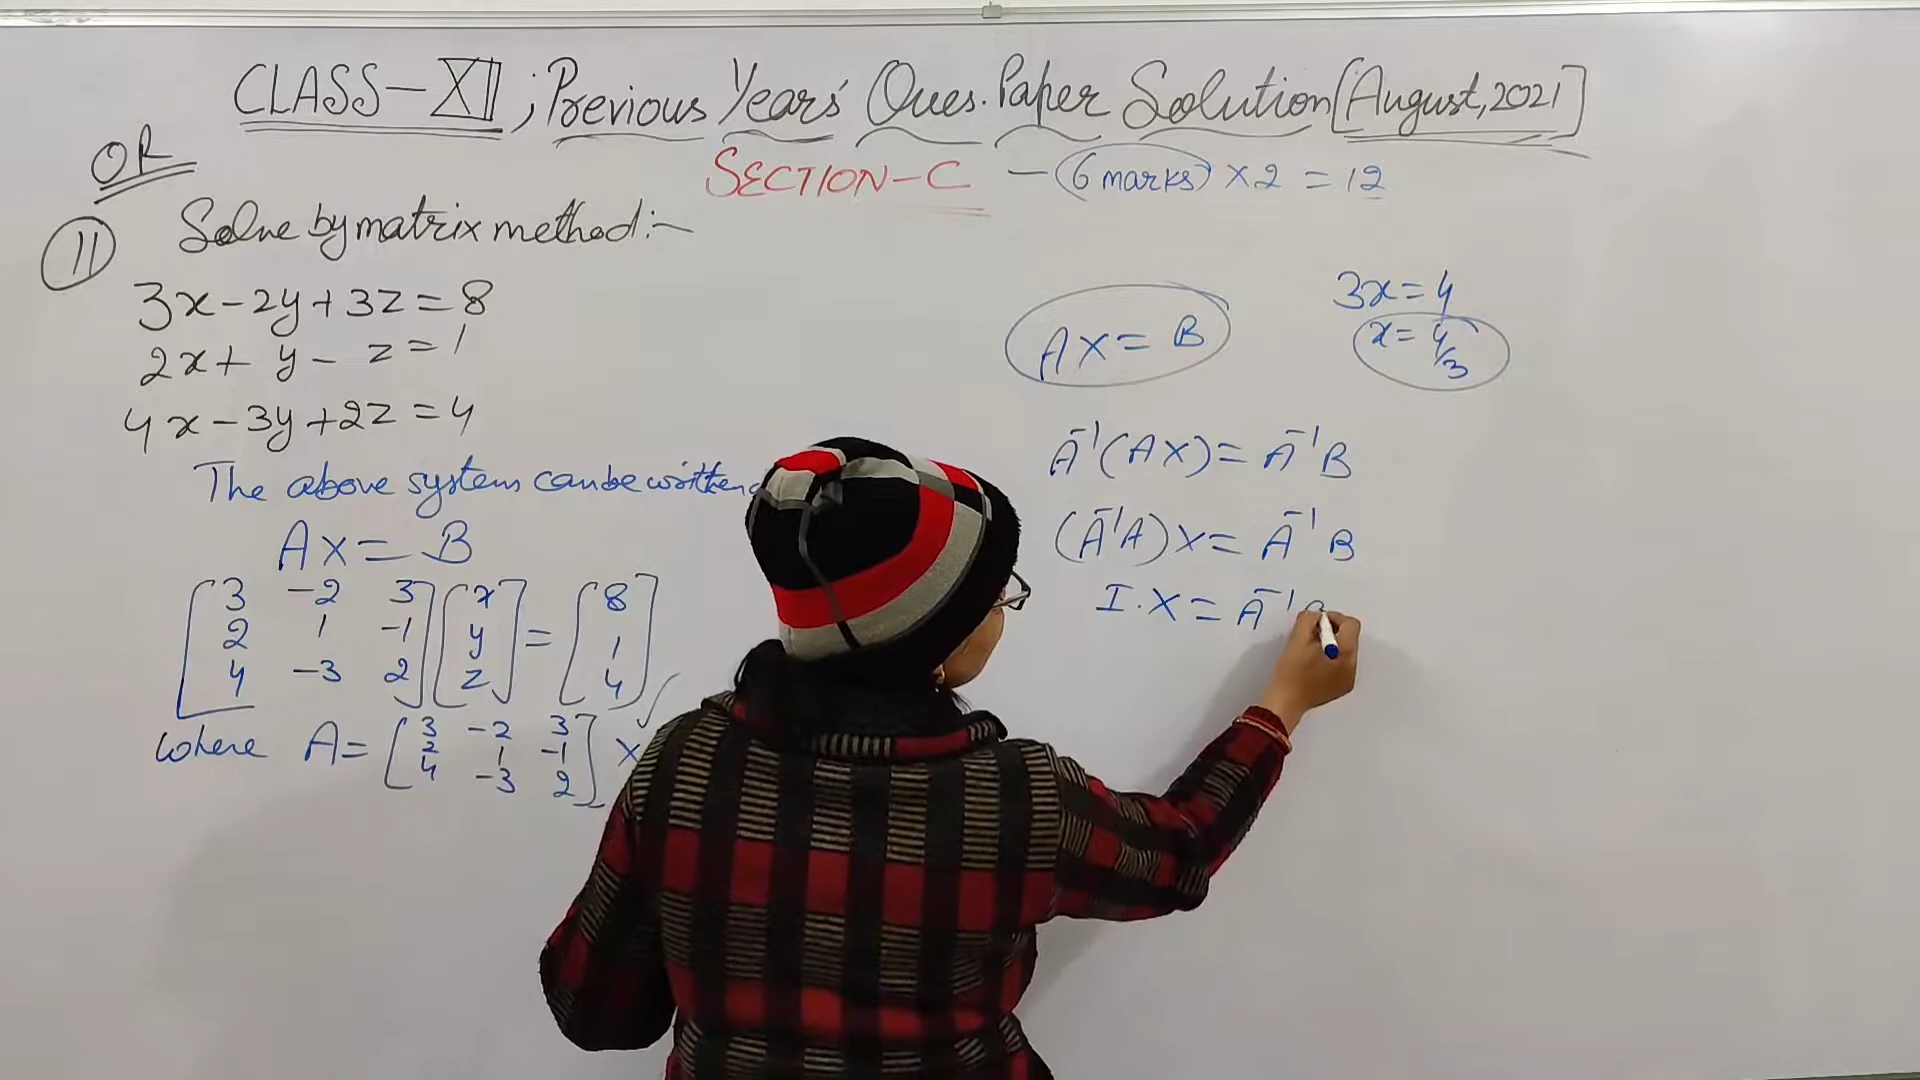 CLASS-XII; Previous Years' Ques. Paper Solution [August, 2021]
OR
SECTION-C - (6 marks) × 2 = 12
11 Solve by matrix method:-
3x-2y+3z=8
2x+ y- z=1
4x-3y+2z=4
The above system can be written
AX = B
[3 -2 3] [x] = [8]
[2 1 -1] [y] [1]
[4 -3 2] [z] [4]
where A= [3 -2 3] X
[2 1 -1]
[4 -3 2]
AX = B
3x=4
x=4/3
A⁻¹(AX)= A⁻¹B
(A⁻¹A)X= A⁻¹B
I.X = A⁻¹B